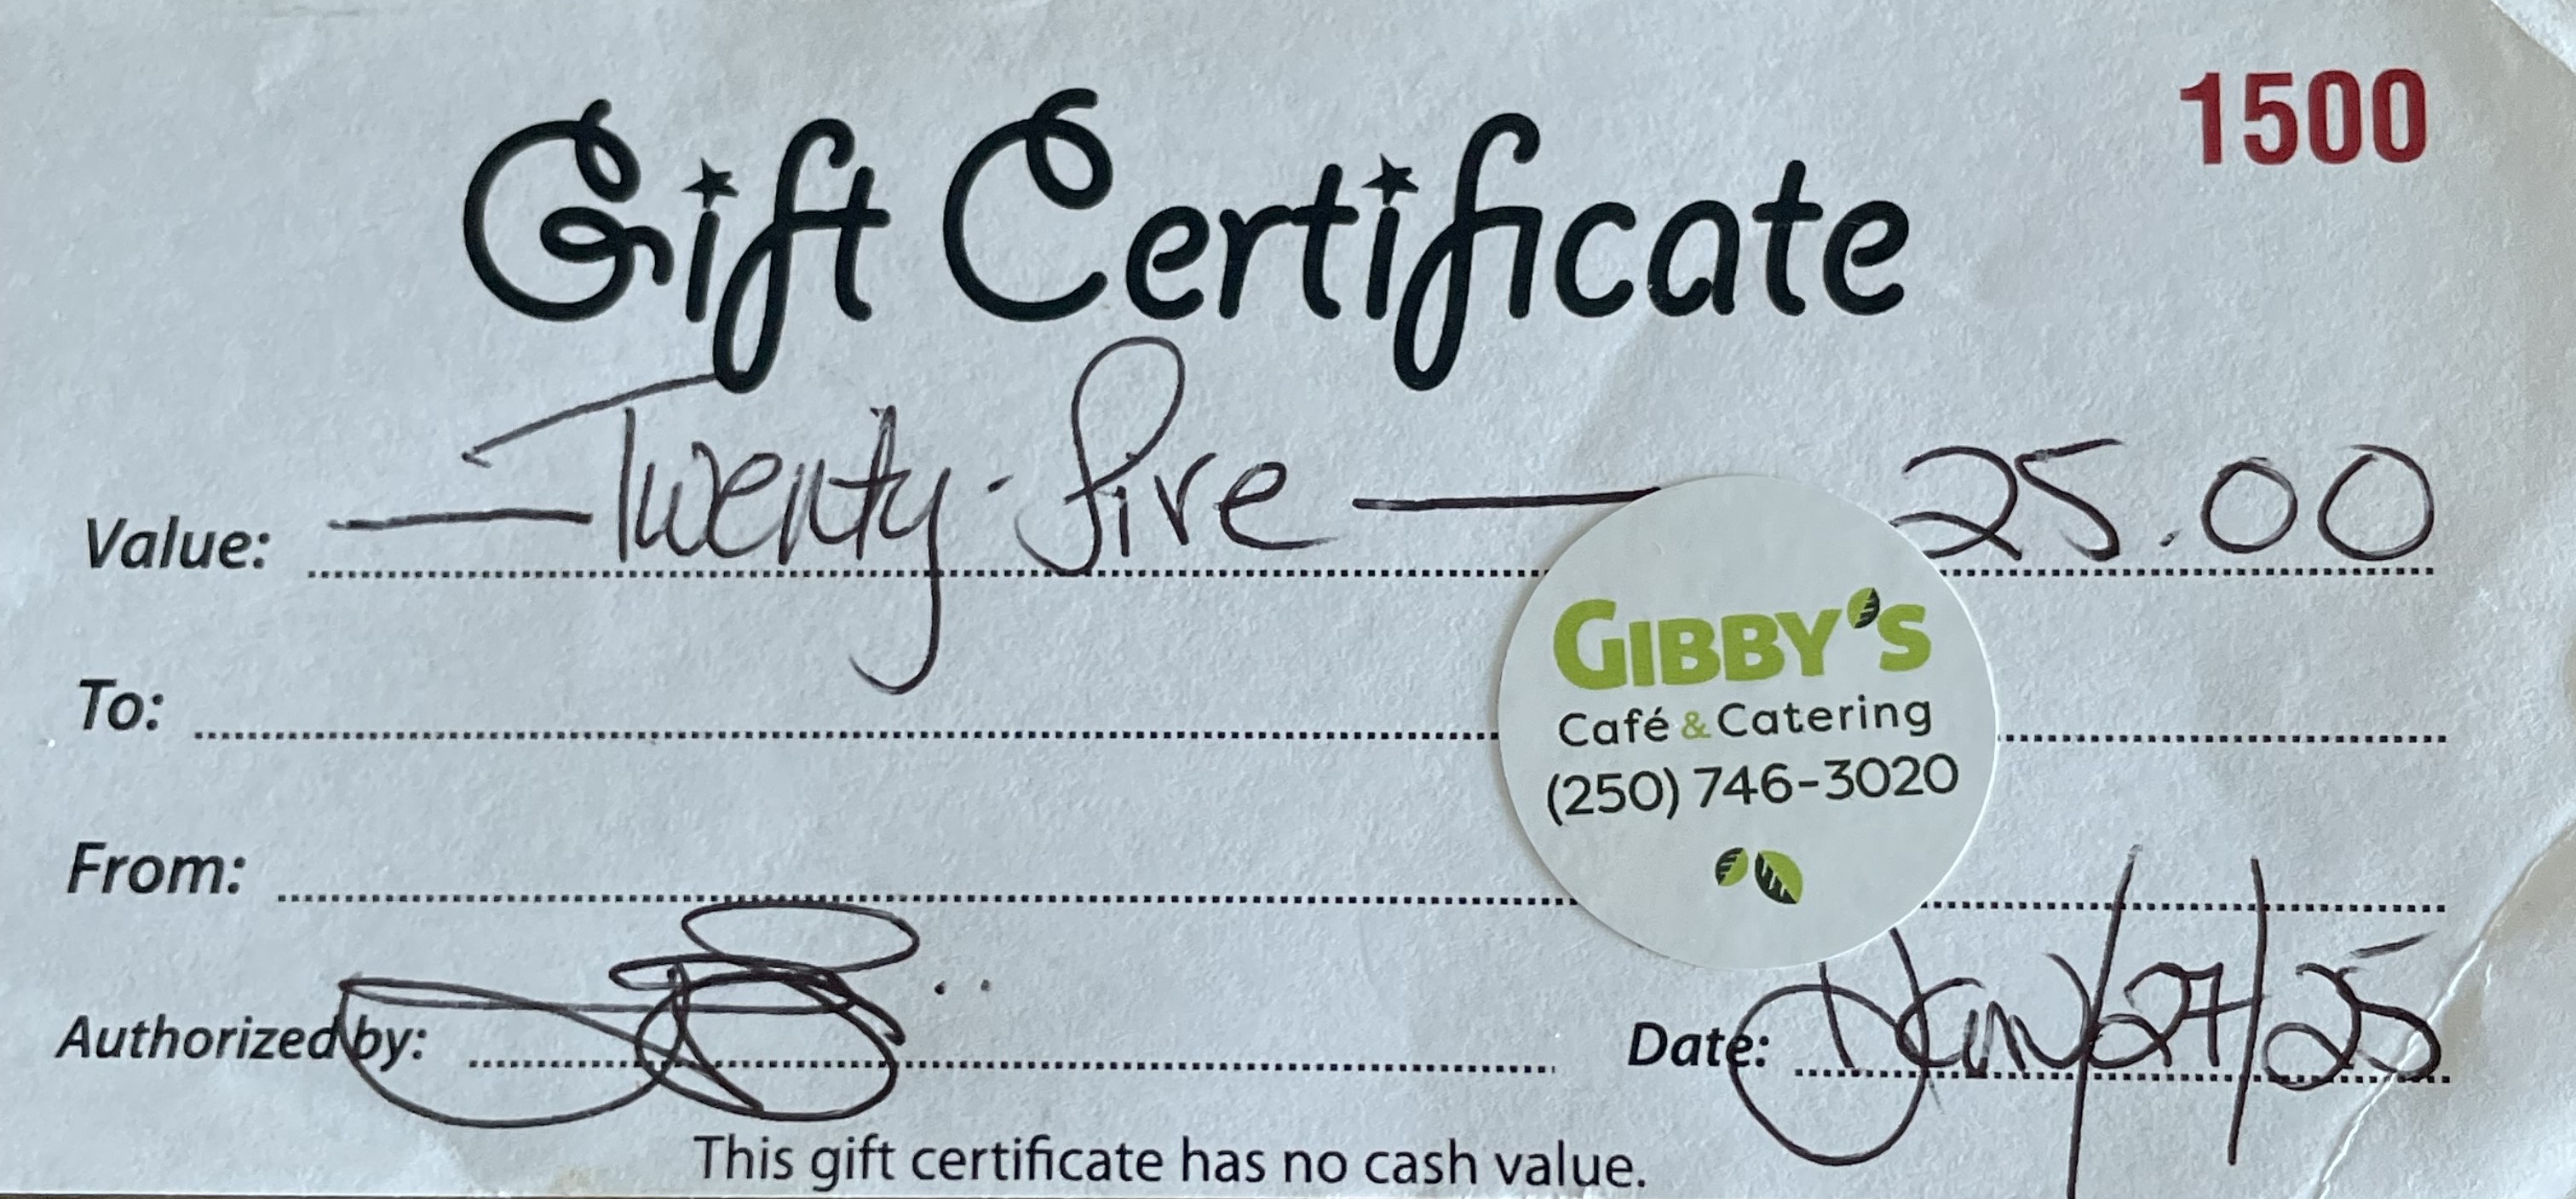 1500
Gift Certificate
Value: Twenty-five 25.00
GIBBY'S
Café & Catering
(250) 746-3020
To:
From:
Authorized by:
Date: Jan/27/25
This gift certificate has no cash value.